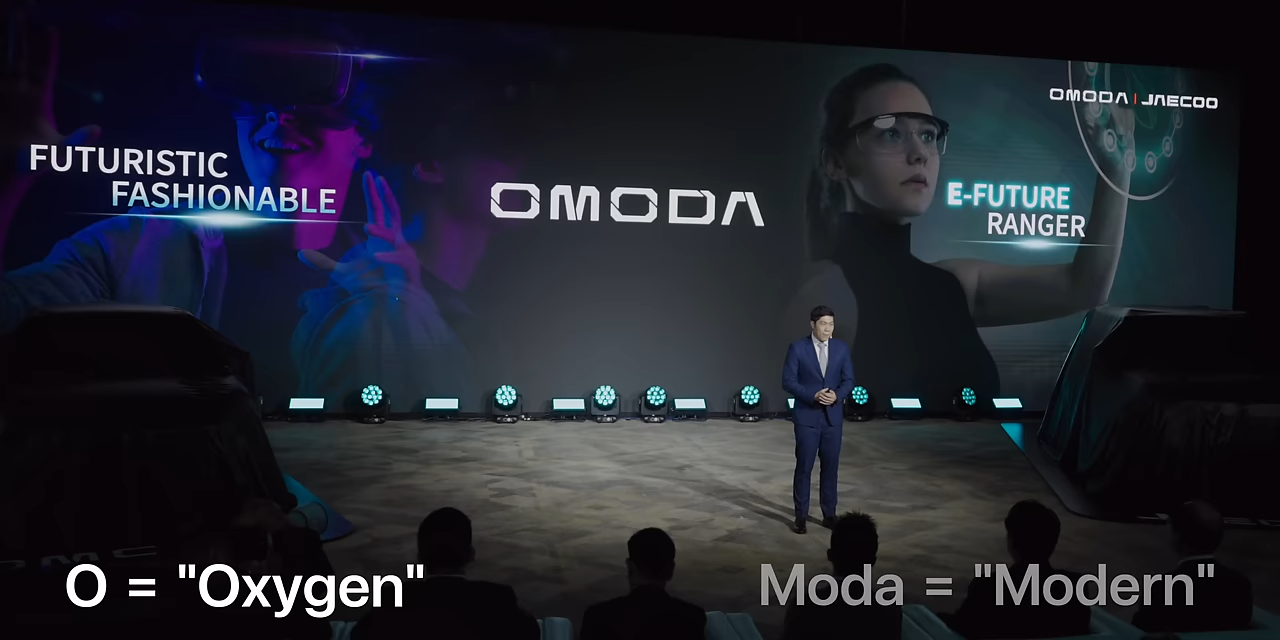 FUTURISTIC
FASHIONABLE
OMODA
OMODA | JAECOO
E-FUTURE
RANGER
O = "Oxygen"
Moda = "Modern"